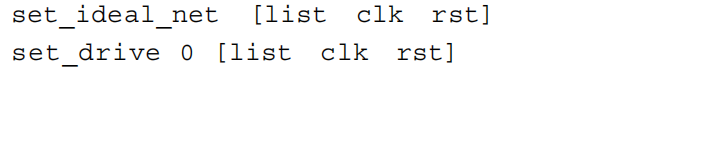 set_ideal_net [list clk rst]
set_drive 0 [list clk rst]